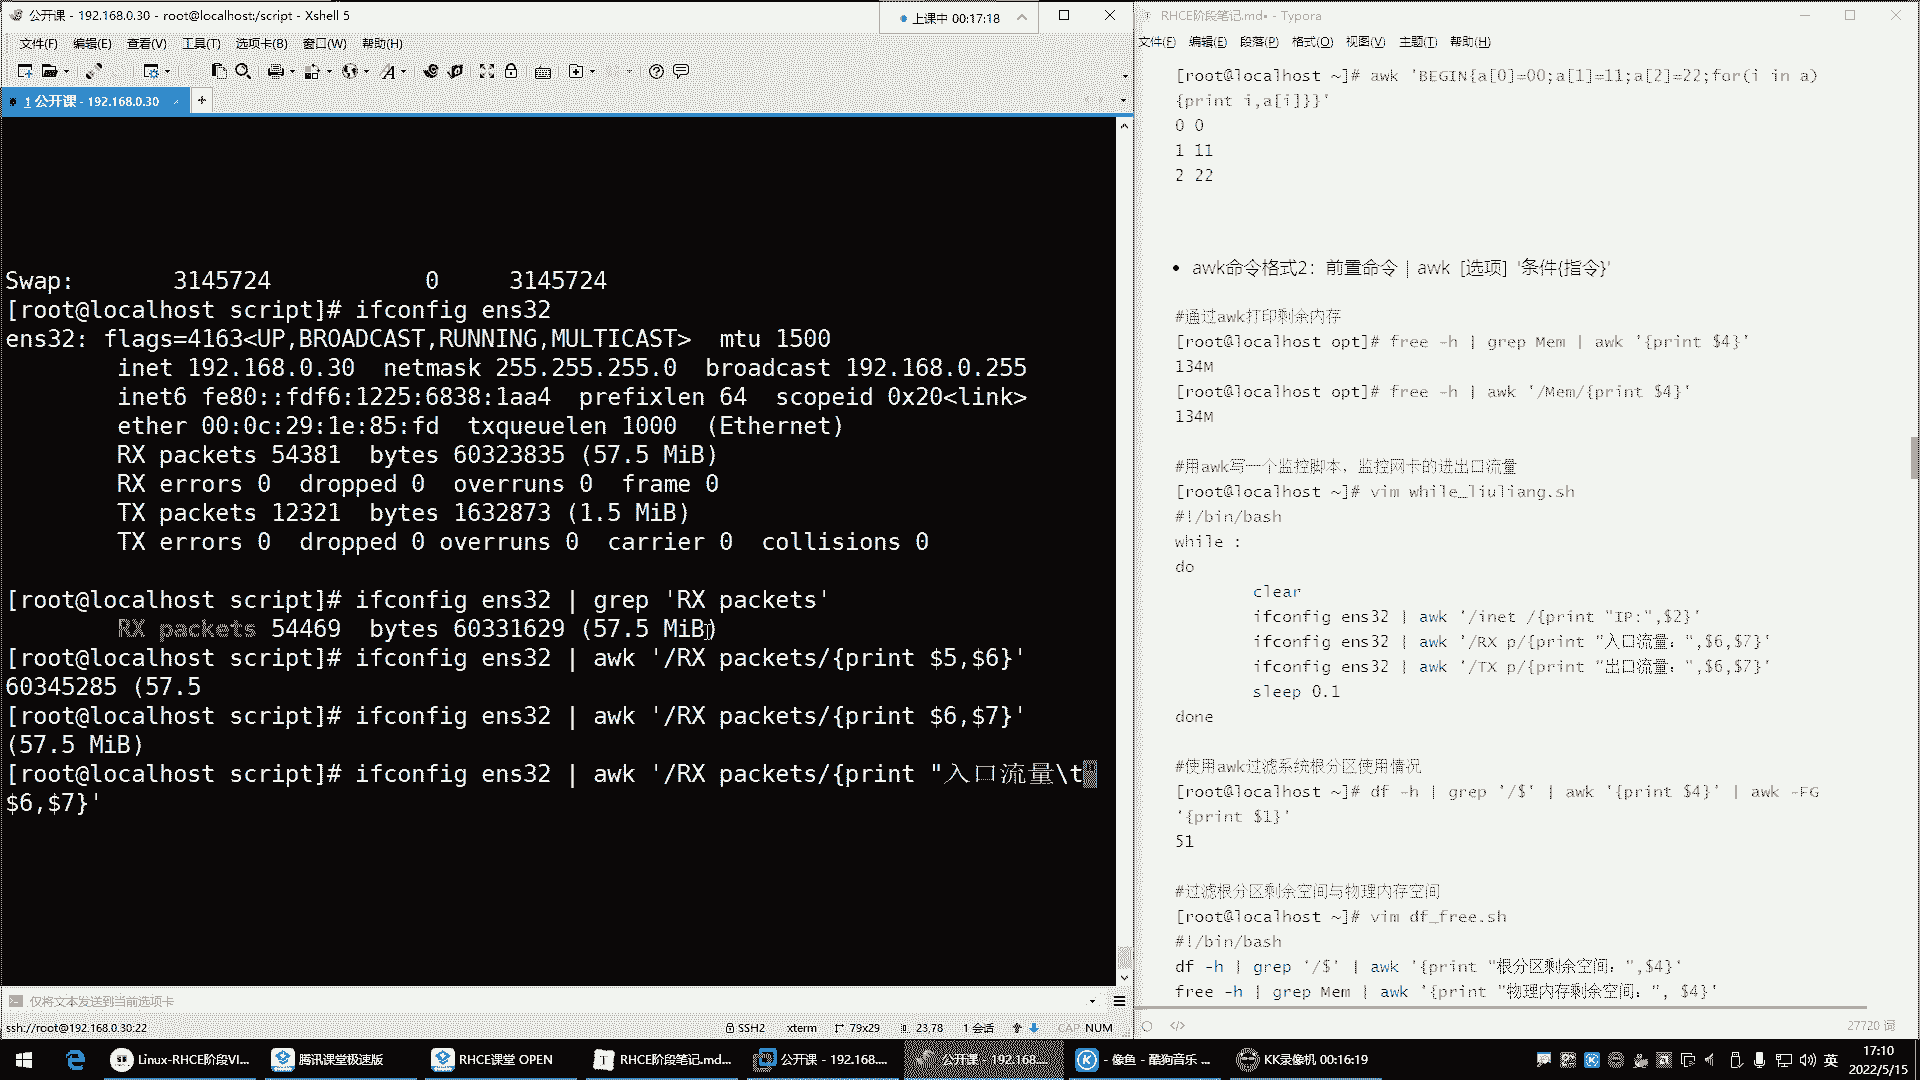 公开课 - 192.168.0.30 - root@localhost:/script - Xshell 5
上课中 00:17:18
文件(F) 编辑(E) 查看(V) 工具(T) 选项卡(B) 窗口(W) 帮助(H)
1 公开课 - 192.168.0.30
Swap: 3145724 0 3145724
[root@localhost script]# ifconfig ens32
ens32: flags=4163<UP,BROADCAST,RUNNING,MULTICAST> mtu 1500
inet 192.168.0.30 netmask 255.255.255.0 broadcast 192.168.0.255
inet6 fe80::fdf6:1225:6838:1aa4 prefixlen 64 scopeid 0x20<link>
ether 00:0c:29:1e:85:fd txqueuelen 1000 (Ethernet)
RX packets 54381 bytes 60323835 (57.5 MiB)
RX errors 0 dropped 0 overruns 0 frame 0
TX packets 12321 bytes 1632873 (1.5 MiB)
TX errors 0 dropped 0 overruns 0 carrier 0 collisions 0
[root@localhost script]# ifconfig ens32 | grep 'RX packets'
RX packets 54469 bytes 60331629 (57.5 MiB)
[root@localhost script]# ifconfig ens32 | awk '/RX packets/{print $5,$6}'
60345285 (57.5
[root@localhost script]# ifconfig ens32 | awk '/RX packets/{print $6,$7}'
(57.5 MiB)
[root@localhost script]# ifconfig ens32 | awk '/RX packets/{print "入口流量\t"
$6,$7}'
仅将文本发送到当前选项卡
ssh://root@192.168.0.30:22 SSH2 xterm 79x29 23,78 1 会话 CAP NUM
RHCE阶段笔记.md• - Typora
文件(F) 编辑(E) 段落(P) 格式(O) 视图(V) 主题(T) 帮助(H)
[root@localhost ~]# awk 'BEGIN{a[0]=00;a[1]=11;a[2]=22;for(i in a)
{print i,a[i]}}'
0 0
1 11
2 22
• awk命令格式2：前置命令 | awk [选项] '条件{指令}'
#通过awk打印剩余内存
[root@localhost opt]# free -h | grep Mem | awk '{print $4}'
134M
[root@localhost opt]# free -h | awk '/Mem/{print $4}'
134M
#用awk写一个监控脚本，监控网卡的进出口流量
[root@localhost ~]# vim while_liuliang.sh
#!/bin/bash
while :
do
clear
ifconfig ens32 | awk '/inet /{print "IP:",$2}'
ifconfig ens32 | awk '/RX p/{print "入口流量：",$6,$7}'
ifconfig ens32 | awk '/TX p/{print "出口流量：",$6,$7}'
sleep 0.1
done
#使用awk过滤系统根分区使用情况
[root@localhost ~]# df -h | grep '/$' | awk '{print $4}' | awk -FG
'{print $1}'
51
#过滤根分区剩余空间与物理内存空间
[root@localhost ~]# vim df_free.sh
#!/bin/bash
df -h | grep '/$' | awk '{print "根分区剩余空间：",$4}'
free -h | grep Mem | awk '{print "物理内存剩余空间：", $4}'
</> 27720 词
Linux-RHCE阶段VI... 腾讯课堂极速版 RHCE课堂 OPEN RHCE阶段笔记.md... 公开课 - 192.168.... 公开课 - 192.168.... - 像鱼 - 酷狗音乐 ... KK录像机 00:16:19 英 17:10
2022/5/15